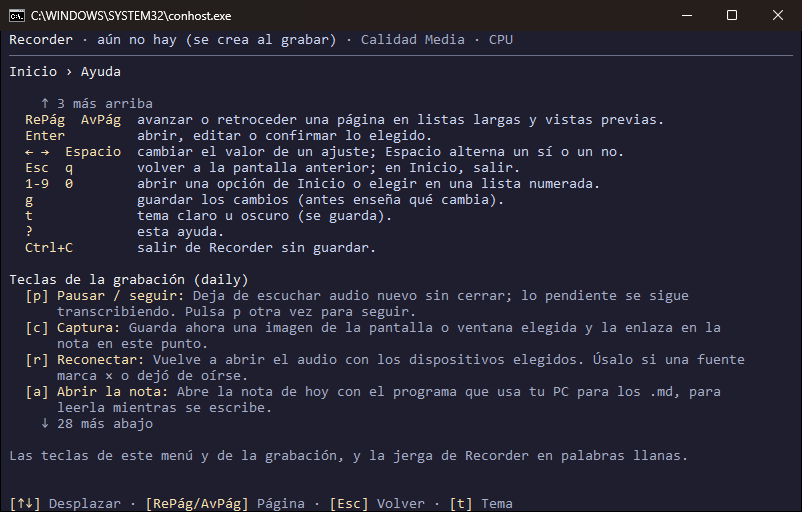 C:\WINDOWS\SYSTEM32\conhost.exe
Recorder · aún no hay (se crea al grabar) · Calidad Media · CPU
Inicio › Ayuda
↑ 3 más arriba
RePág  AvPág  avanzar o retroceder una página en listas largas y vistas previas.
Enter         abrir, editar o confirmar lo elegido.
← →  Espacio  cambiar el valor de un ajuste; Espacio alterna un sí o un no.
Esc  q        volver a la pantalla anterior; en Inicio, salir.
1-9  0        abrir una opción de Inicio o elegir en una lista numerada.
g             guardar los cambios (antes enseña qué cambia).
t             tema claro u oscuro (se guarda).
?             esta ayuda.
Ctrl+C        salir de Recorder sin guardar.
Teclas de la grabación (daily)
[p] Pausar / seguir: Deja de escuchar audio nuevo sin cerrar; lo pendiente se sigue
transcribiendo. Pulsa p otra vez para seguir.
[c] Captura: Guarda ahora una imagen de la pantalla o ventana elegida y la enlaza en la
nota en este punto.
[r] Reconectar: Vuelve a abrir el audio con los dispositivos elegidos. Úsalo si una fuente
marca × o dejó de oírse.
[a] Abrir la nota: Abre la nota de hoy con el programa que usa tu PC para los .md, para
leerla mientras se escribe.
↓ 28 más abajo
Las teclas de este menú y de la grabación, y la jerga de Recorder en palabras llanas.
[↑↓] Desplazar · [RePág/AvPág] Página · [Esc] Volver · [t] Tema